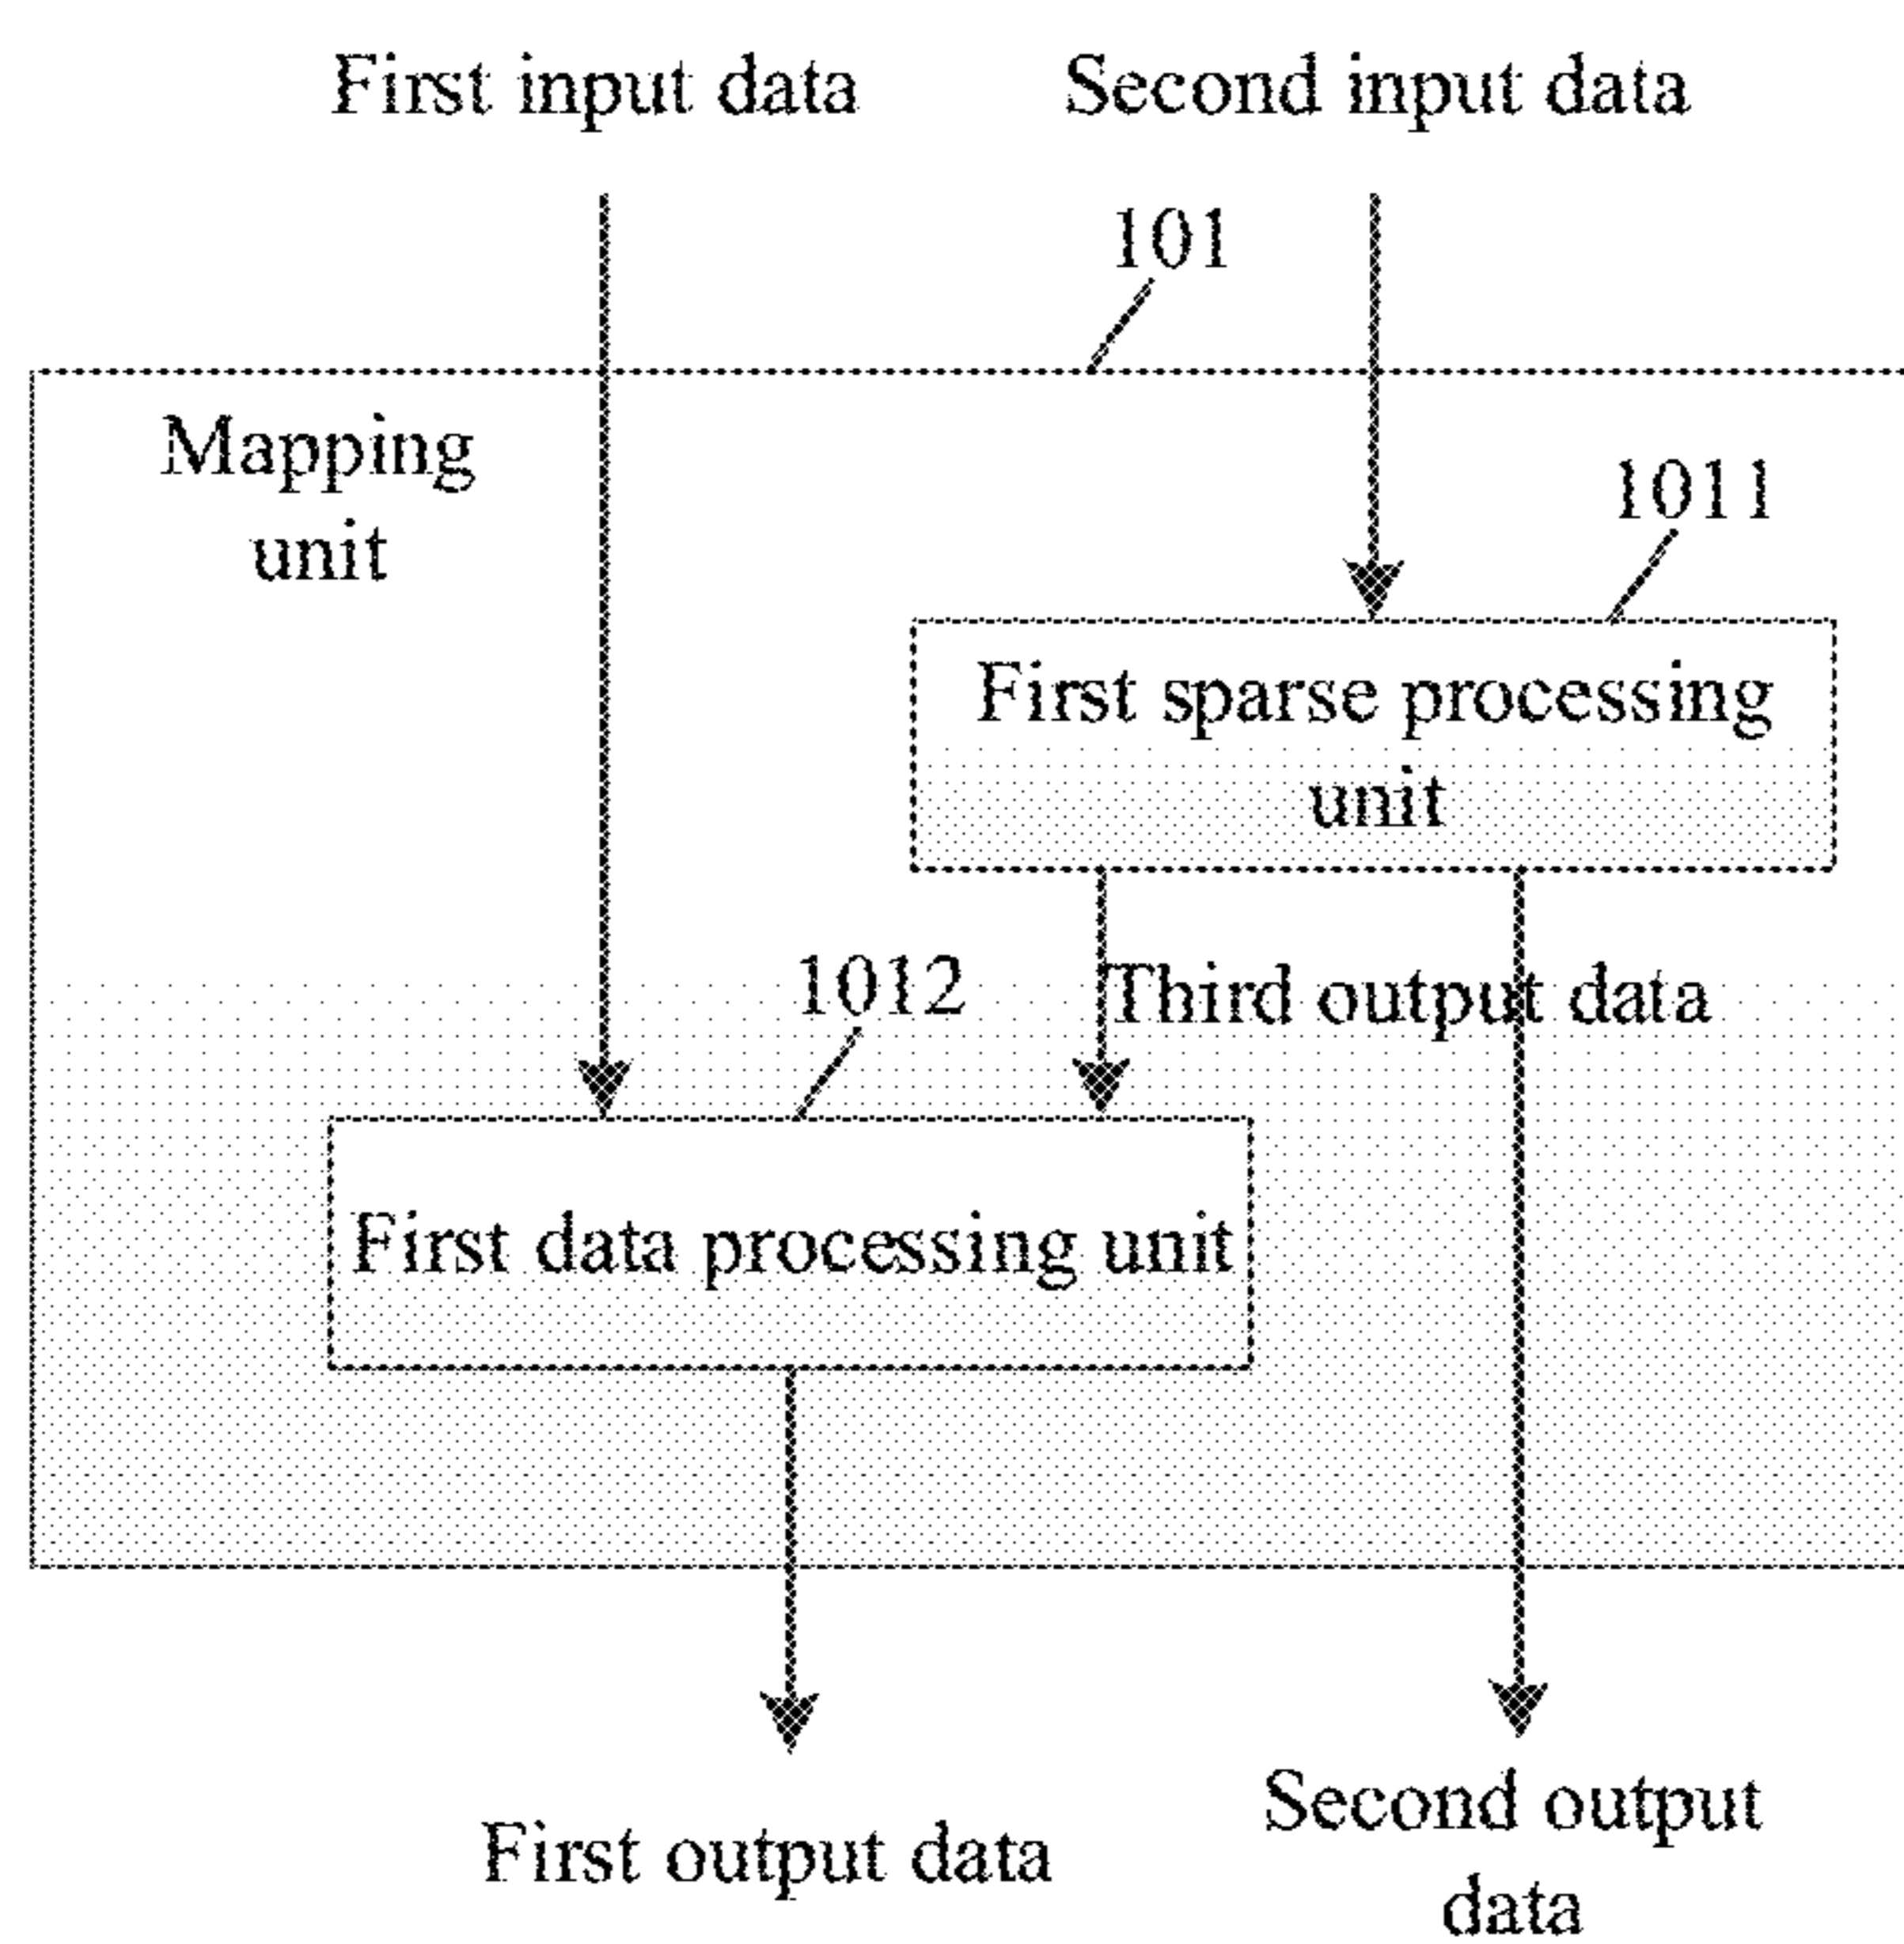 First input data
Second input data
101
Mapping
unit
1011
First sparse processing
unit
1012
Third output data
First data processing unit
First output data
Second output
data